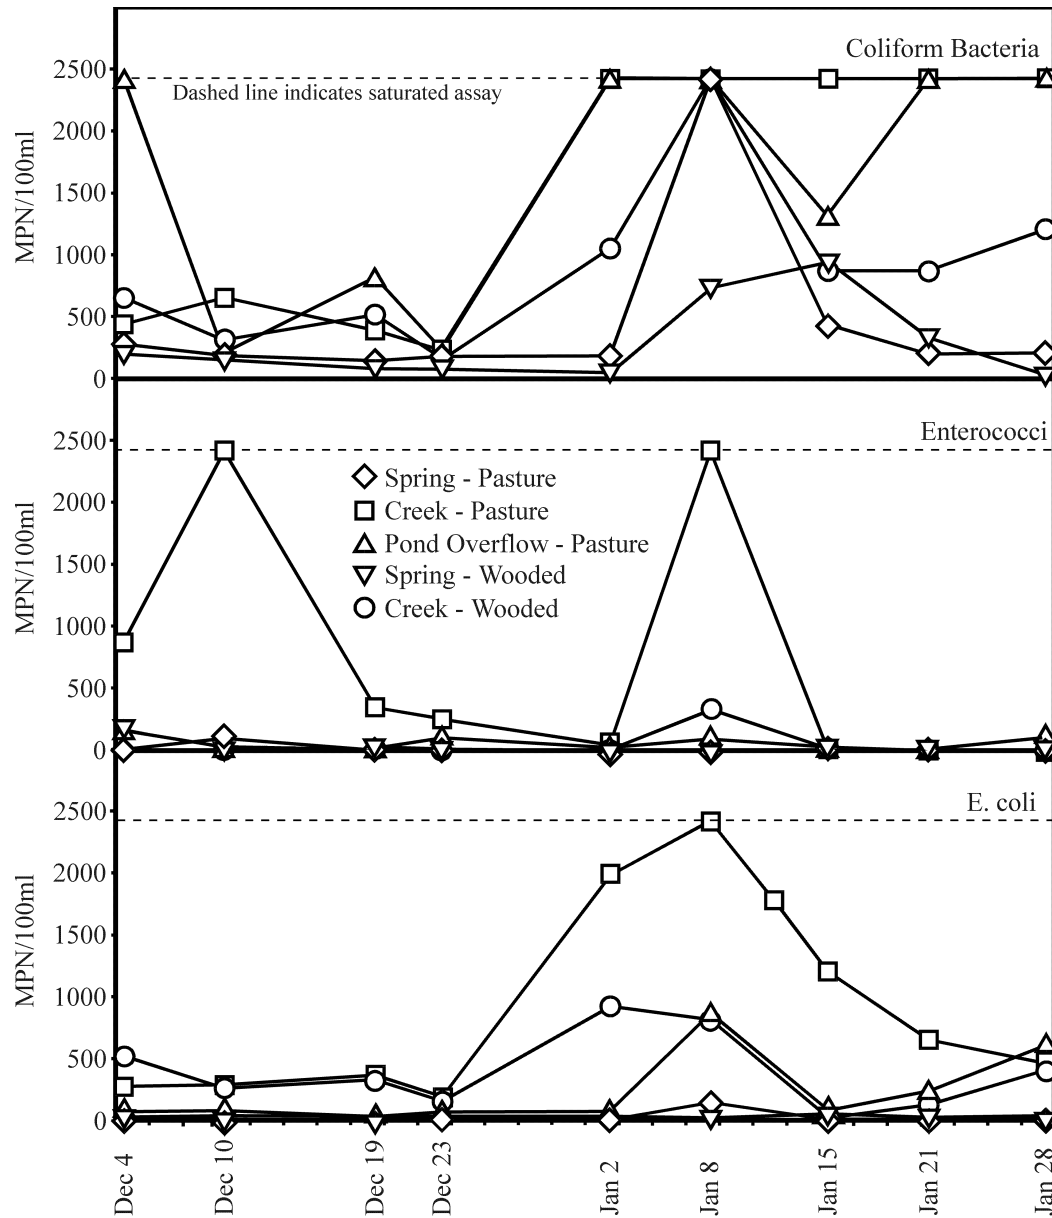 Coliform Bacteria
2500
Dashed line indicates saturated assay
2000
MPN/100ml
1500
1000
500
0
Enterococci
2500
Spring - Pasture
2000
Creek - Pasture
MPN/100ml
Pond Overflow - Pasture
1500
Spring - Wooded
Creek - Wooded
1000
500
0
E. coli
2500
2000
MPN/100ml
1500
1000
500
0
Dec 4
Dec 10
Dec 19
Dec 23
Jan 2
Jan 8
Jan 15
Jan 21
Jan 28